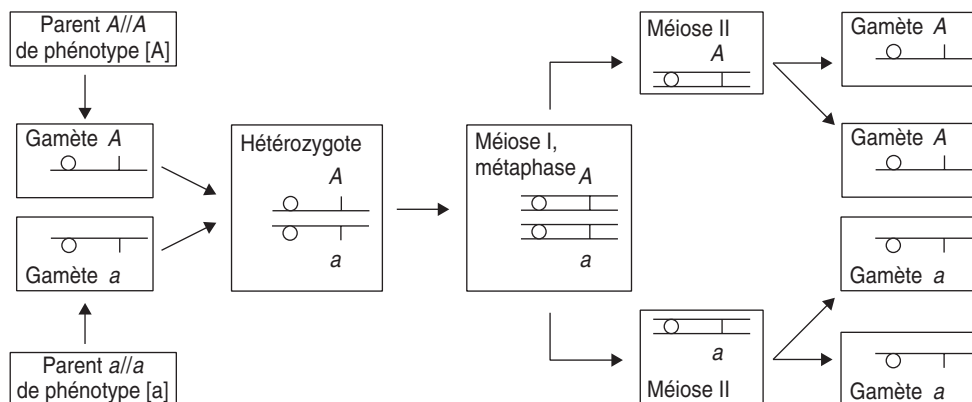 Parent A//A
de phénotype [A]
Gamète A
Gamète a
Parent a//a
de phénotype [a]
Hétérozygote
A
a
Méiose I,
métaphase
A
a
Méiose II
A
a
Méiose II
Gamète A
Gamète A
Gamète a
Gamète a